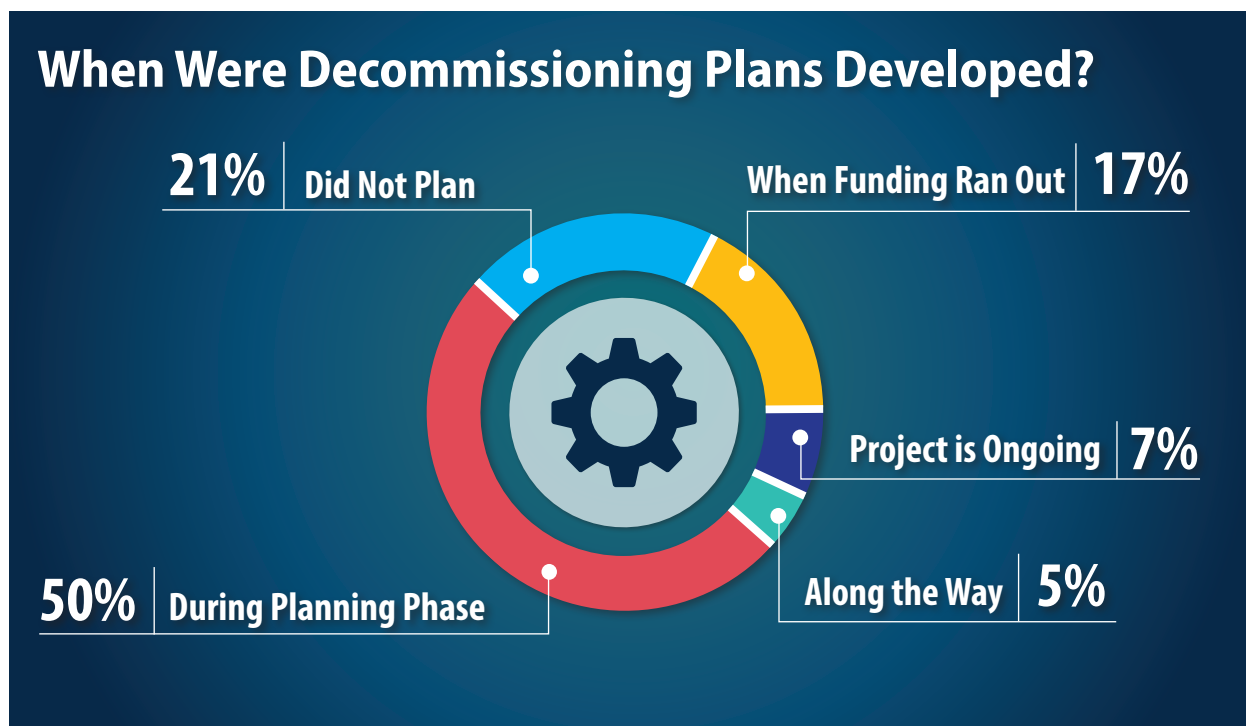 When Were Decommissioning Plans Developed?
21% Did Not Plan
When Funding Ran Out 17%
Project is Ongoing 7%
50% During Planning Phase
Along the Way 5%